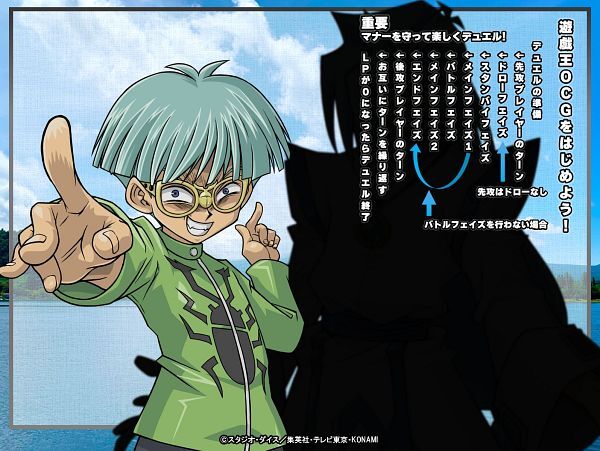 遊戯王OCGをはじめよう!
デュエルの準備
←先攻プレイヤーのターン
←ドローフェイズ
←スタンバイフェイズ
←メインフェイズ1
←バトルフェイズ
←メインフェイズ2
←エンドフェイズ
←後攻プレイヤーのターン
←お互いにターンを繰り返す
LPが0になったらデュエル終了
先攻はドローなし
バトルフェイズを行わない場合
重要
マナーを守って楽しくデュエル!
©スタジオ・ダイス/集英社・テレビ東京・KONAMI